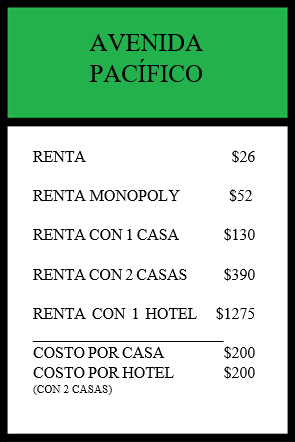 AVENIDA
PACÍFICO
RENTA $26
RENTA MONOPOLY $52
RENTA CON 1 CASA $130
RENTA CON 2 CASAS $390
RENTA CON 1 HOTEL $1275
COSTO POR CASA $200
COSTO POR HOTEL $200
(CON 2 CASAS)